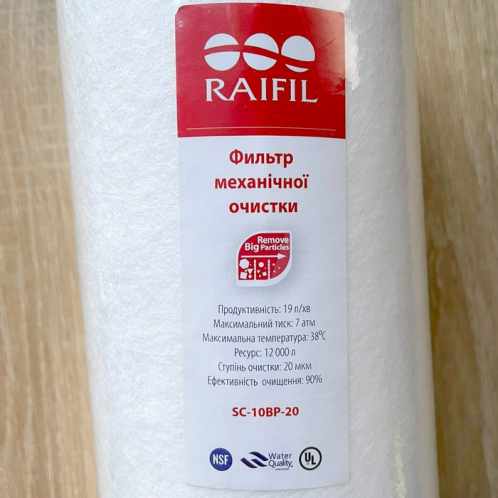 RAIFIL
Фильтр
механічної
очистки
Remove
Big Particles
Продуктивність: 19 л/хв
Максимальний тиск: 7 атм
Максимальна температура: 38⁰С
Ресурс: 12 000 л
Ступінь очистки: 20 мкм
Ефективність очищення: 90%
SC-10BP-20
NSF
Water
Quality
UL